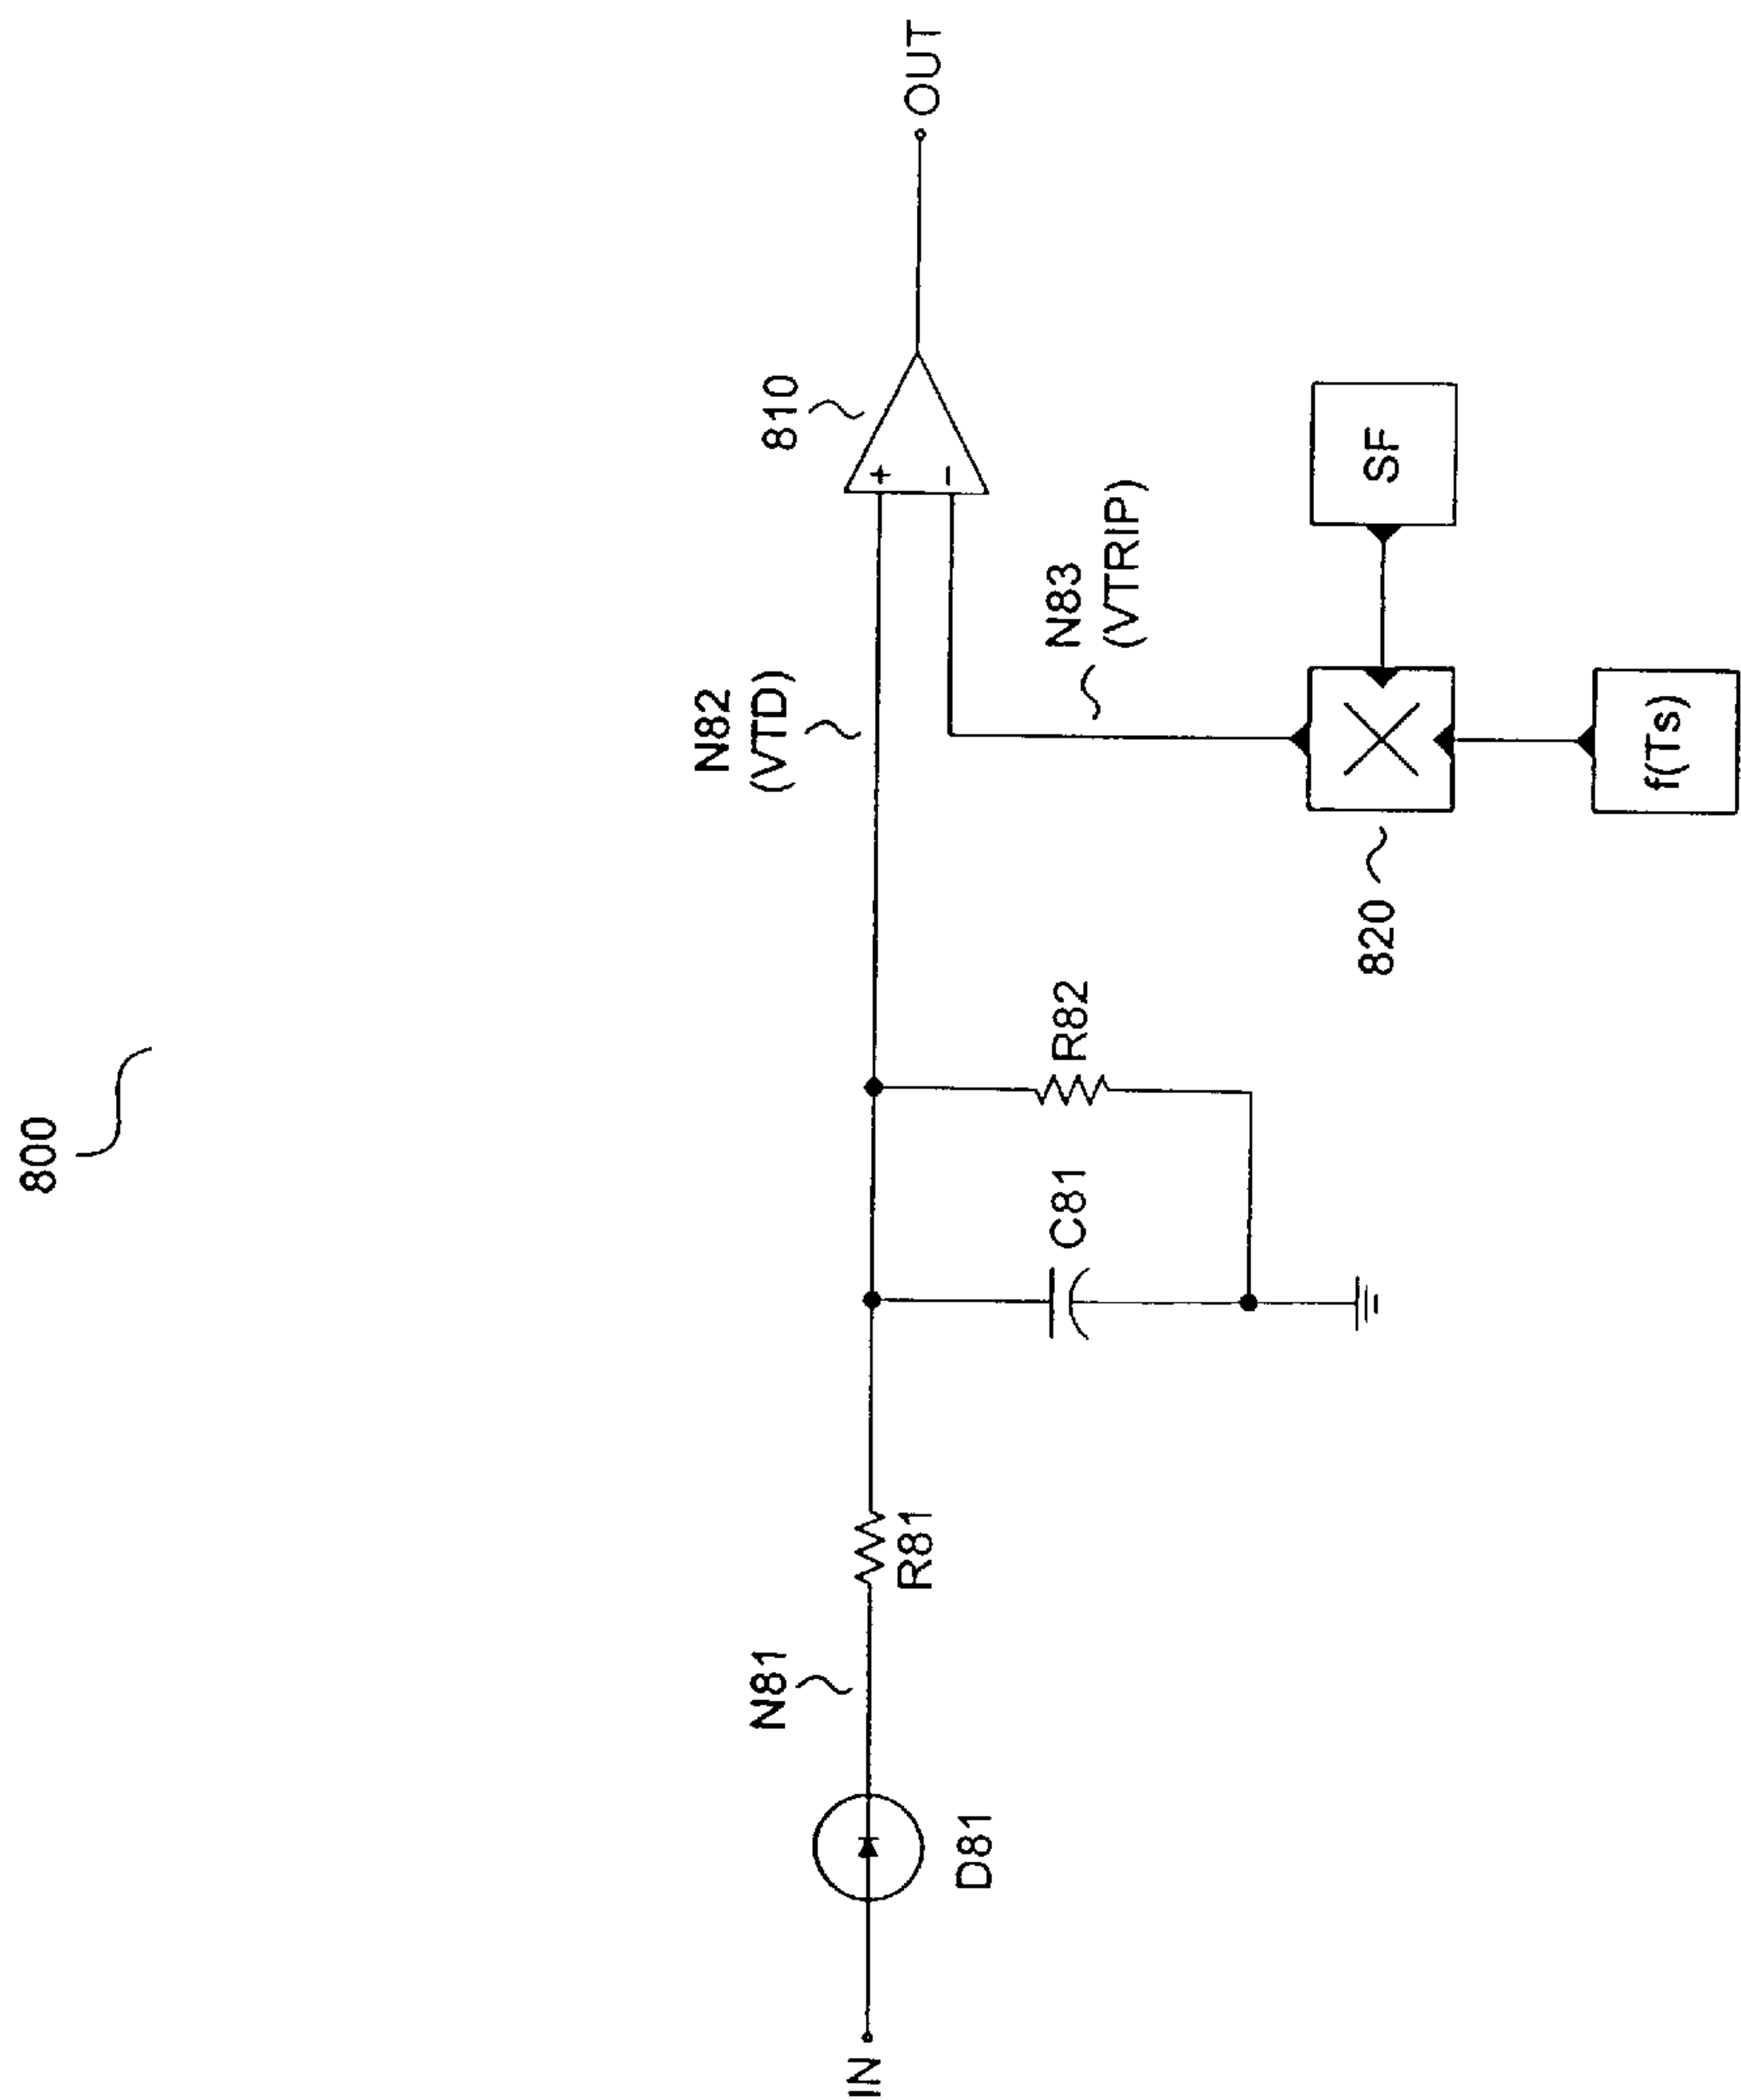 800
IN
D81
N81
R81
C81
R82
N82
(VTD)
810
+
−
OUT
N83
(VTRIP)
820
SF
f(Ts)